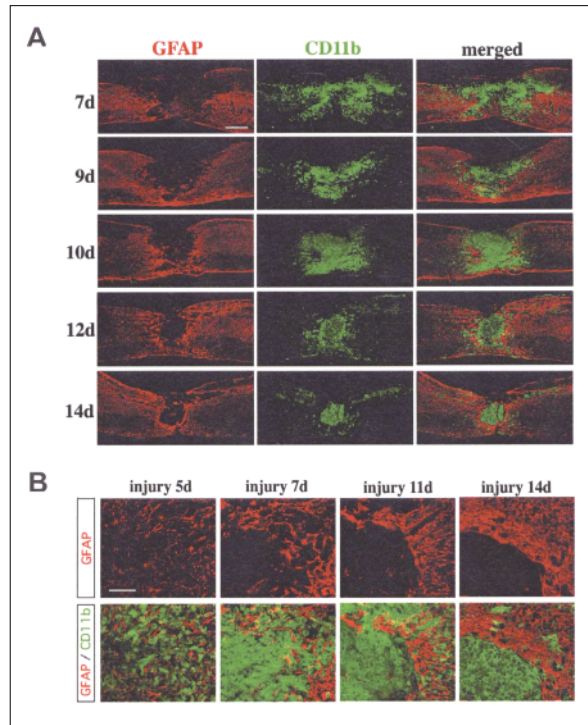 A
GFAP CD11b merged
7d
9d
10d
12d
14d
B
injury 5d injury 7d injury 11d injury 14d
GFAP
GFAP / CD11b